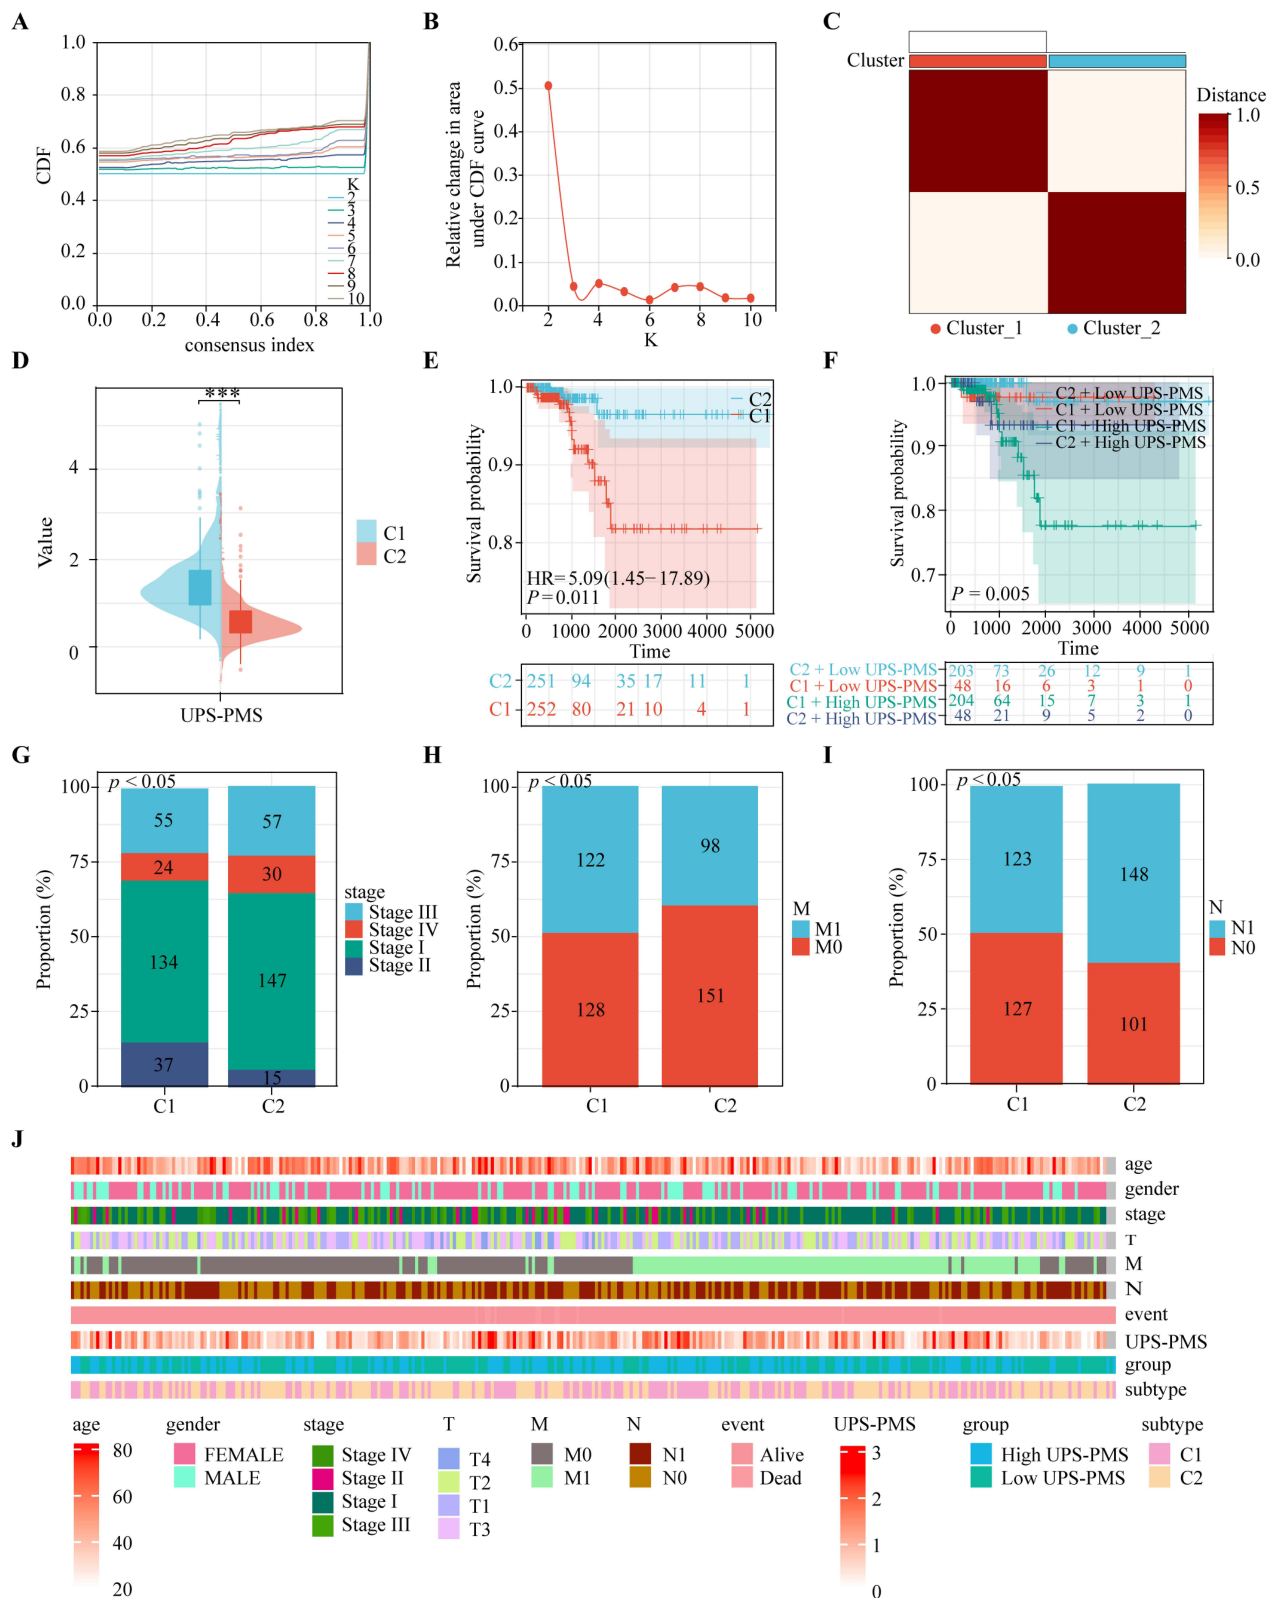 A
1.0
0.8
0.6
0.4
0.2
0.0
CDF
0.0 0.2 0.4 0.6 0.8 1.0
consensus index
K
2
3
4
5
6
7
8
9
10
B
0.6
0.5
0.4
0.3
0.2
0.1
0.0
Relative change in area
under CDF curve
2 4 6 8 10
K
C
Cluster
Distance
1.0
0.5
0.0
Cluster_1 Cluster_2
D
***
4
2
0
Value
UPS-PMS
C1
C2
E
1.0
0.9
0.8
Survival probability
C2
C1
HR=5.09(1.45−17.89)
P=0.011
0 1000 2000 3000 4000 5000
Time
C2 251 94 35 17 11 1
C1 252 80 21 10 4 1
F
1.0
0.9
0.8
0.7
Survival probability
C2 + Low UPS-PMS
C1 + Low UPS-PMS
C1 + High UPS-PMS
C2 + High UPS-PMS
P = 0.005
0 1000 2000 3000 4000 5000
Time
C2 + Low UPS-PMS 203 73 26 12 9 1
C1 + Low UPS-PMS 48 16 6 3 1 0
C1 + High UPS-PMS 204 64 15 7 3 1
C2 + High UPS-PMS 48 21 9 5 2 0
G
p < 0.05
100
75
50
25
0
Proportion (%)
55 57
24 30
134 147
37 15
C1 C2
stage
Stage III
Stage IV
Stage I
Stage II
H
p < 0.05
100
75
50
25
0
Proportion (%)
122 98
128 151
C1 C2
M
M1
M0
I
p < 0.05
100
75
50
25
0
Proportion (%)
123 148
127 101
C1 C2
N
N1
N0
J
age
gender
stage
T
M
N
event
UPS-PMS
group
subtype
age
80
60
40
20
gender
FEMALE
MALE
stage
Stage IV
Stage II
Stage I
Stage III
T
T4
T2
T1
T3
M
M0
M1
N
N1
N0
event
Alive
Dead
UPS-PMS
3
2
1
0
group
High UPS-PMS
Low UPS-PMS
subtype
C1
C2